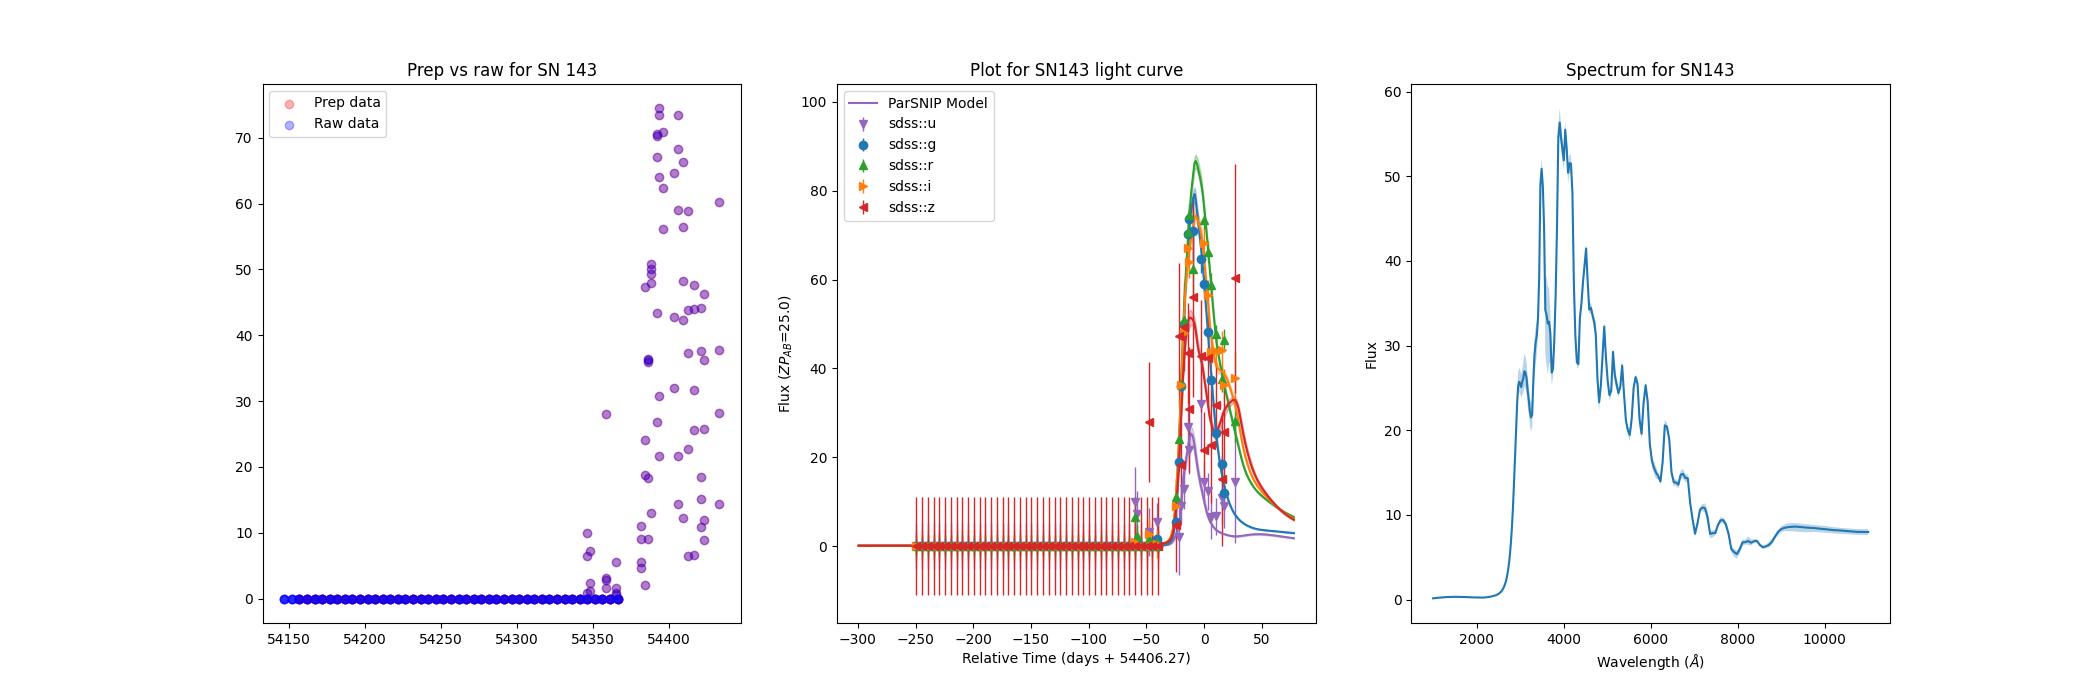 Prep vs raw for SN 143
Prep data
Raw data
70
60
50
40
30
20
10
0
54150
54200
54250
54300
54350
54400
Plot for SN143 light curve
ParSNIP Model
sdss::u
sdss::g
sdss::r
sdss::i
sdss::z
Flux (ZP_AB=25.0)
100
80
60
40
20
0
−300
−250
−200
−150
−100
−50
0
50
Relative Time (days + 54406.27)
Spectrum for SN143
Flux
60
50
40
30
20
10
0
2000
4000
6000
8000
10000
Wavelength (Å)